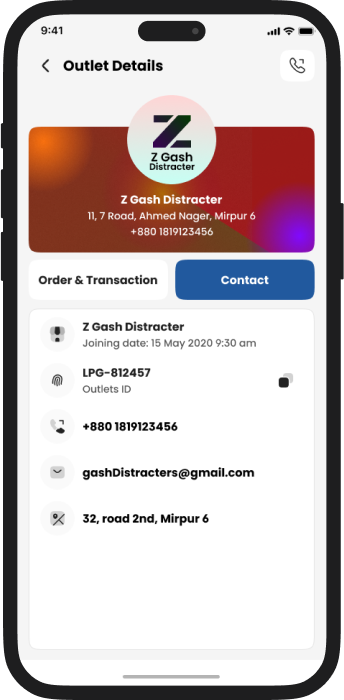 9:41
Outlet Details
Z Gash
Distracter
Z Gash Distracter
11, 7 Road, Ahmed Nager, Mirpur 6
+880 1819123456
Order & Transaction
Contact
Z Gash Distracter
Joining date: 15 May 2020 9:30 am
LPG-812457
Outlets ID
+880 1819123456
gashDistracters@gmail.com
32, road 2nd, Mirpur 6